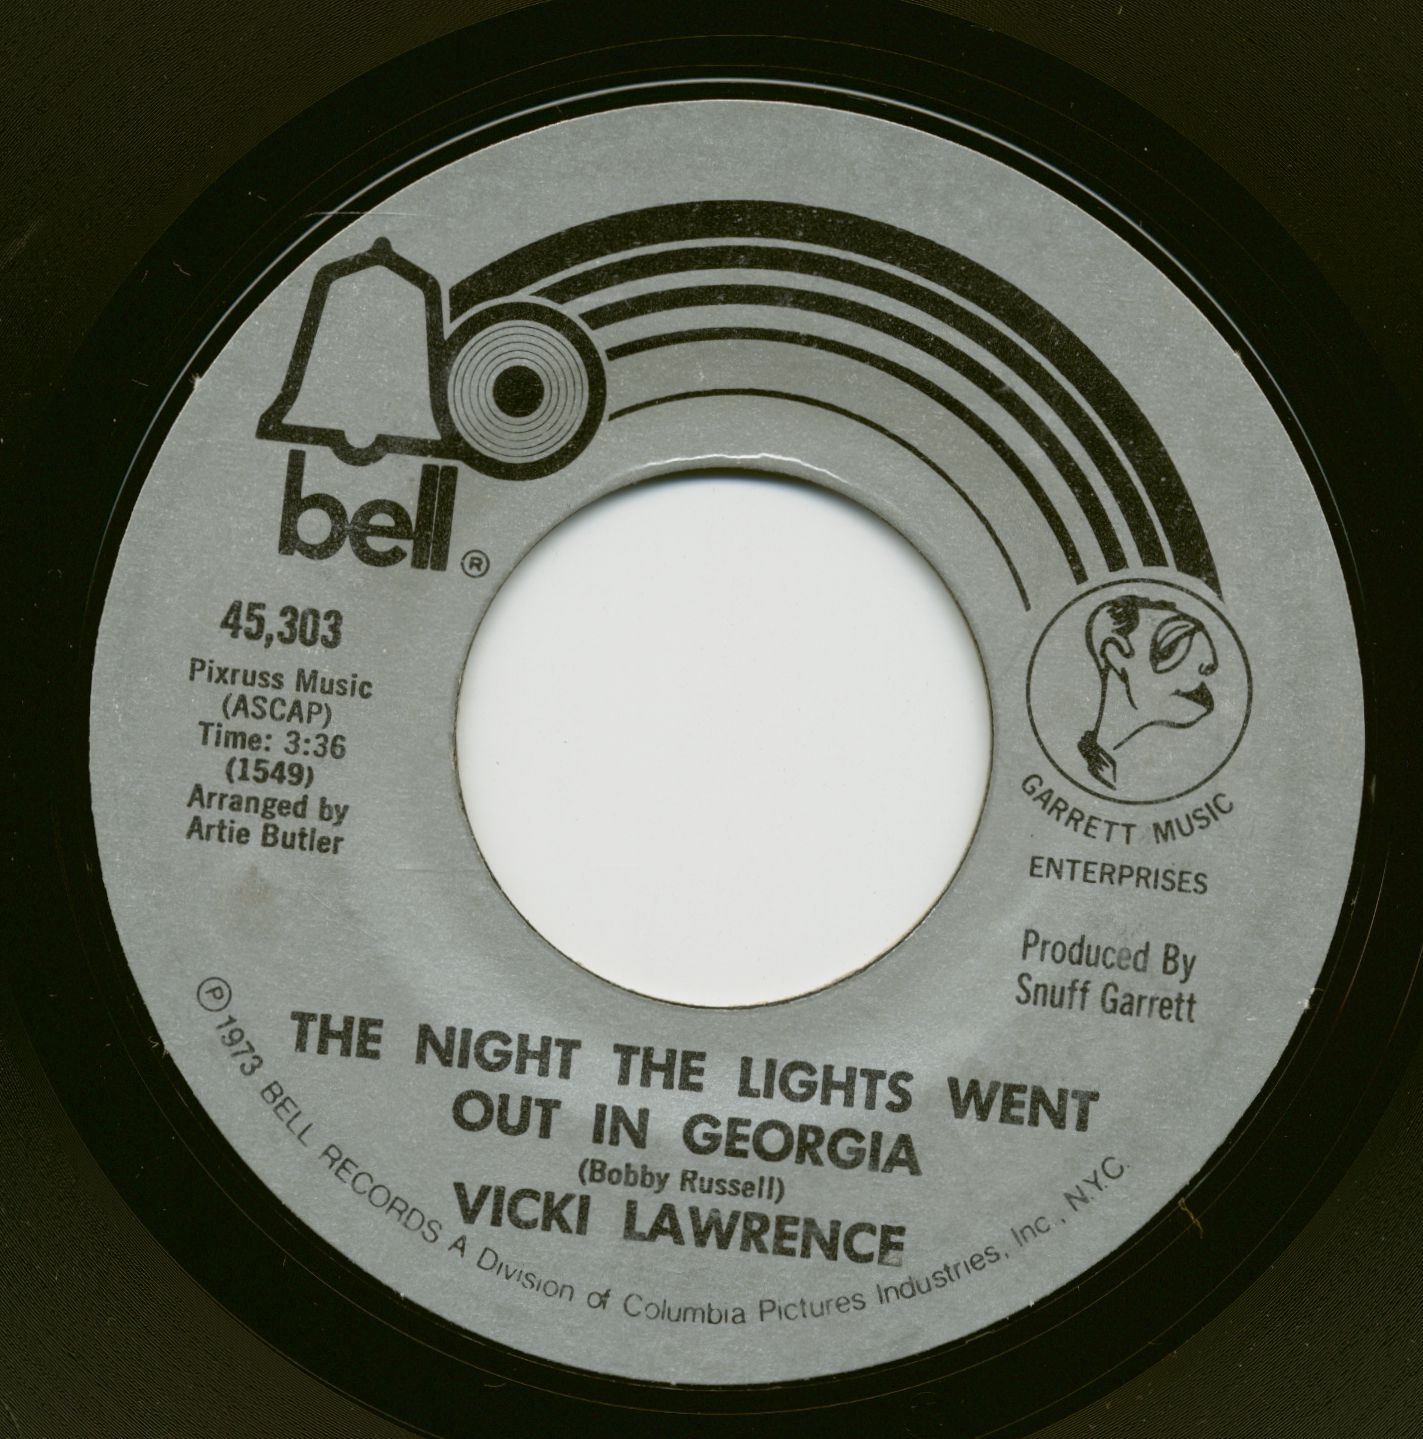 bell ®
45,303
Pixruss Music
(ASCAP)
Time: 3:36
(1549)
Arranged by
Artie Butler
GARRETT MUSIC
ENTERPRISES
Produced By
Snuff Garrett
THE NIGHT THE LIGHTS WENT
OUT IN GEORGIA
(Bobby Russell)
VICKI LAWRENCE
℗ 1973 BELL RECORDS A Division of Columbia Pictures Industries, Inc., N.Y.C.